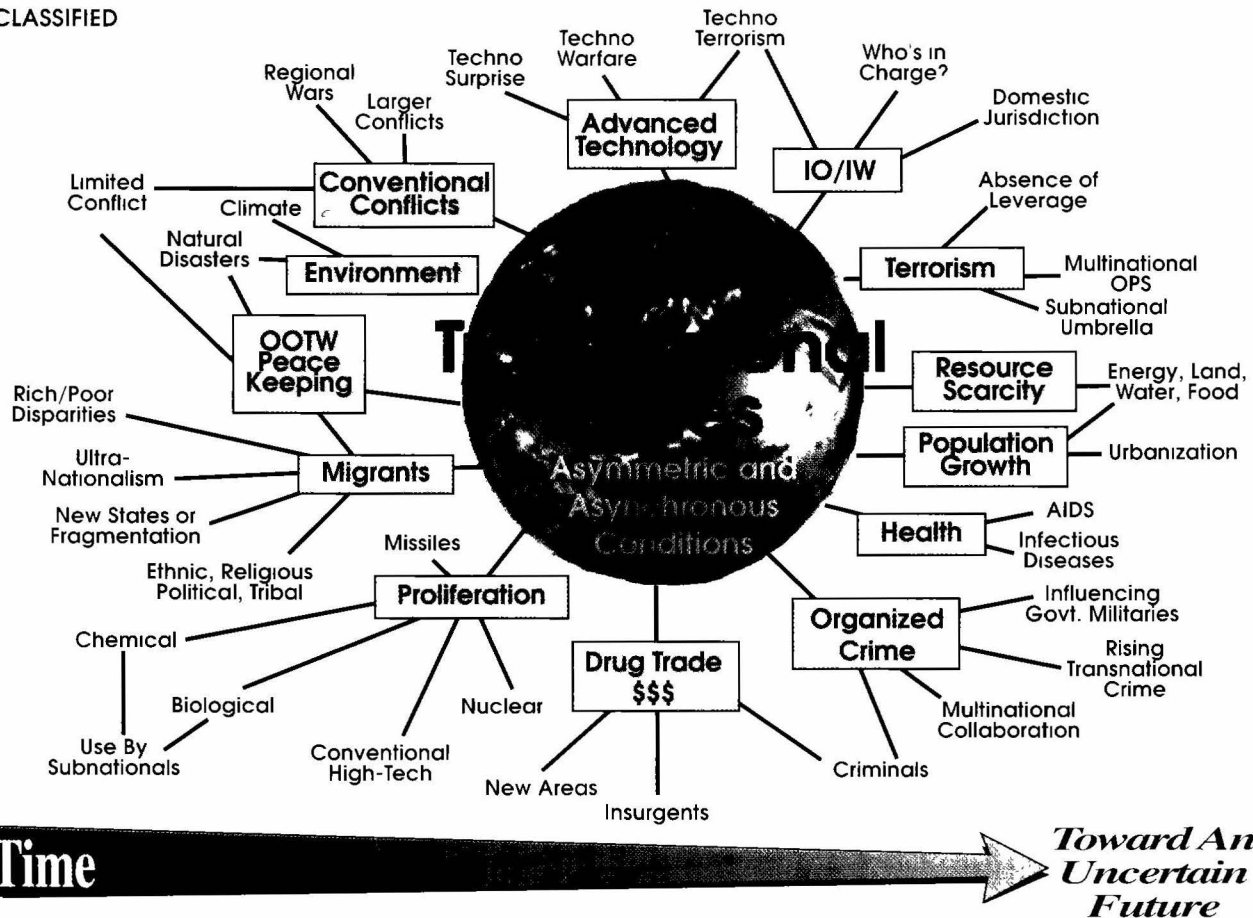 CLASSIFIED
Techno
Surprise
Techno
Warfare
Techno
Terrorism
Who's in
Charge?
Domestic
Jurisdiction
Regional
Wars
Larger
Conflicts
Advanced
Technology
IO/IW
Limited
Conflict
Conventional
Conflicts
Absence of
Leverage
Climate
Natural
Disasters
Environment
Terrorism
Multinational
OPS
Subnational
Umbrella
OOTW
Peace
Keeping
Resource
Scarcity
Energy, Land,
Water, Food
Rich/Poor
Disparities
Population
Growth
Urbanization
Ultra-
Nationalism
Migrants
Asymmetric and
Asynchronous
Conditions
New States or
Fragmentation
Health
AIDS
Infectious
Diseases
Ethnic, Religious
Political, Tribal
Missiles
Proliferation
Influencing
Govt. Militaries
Organized
Crime
Rising
Transnational
Crime
Chemical
Drug Trade
$$$
Biological
Nuclear
Multinational
Collaboration
Use By
Subnationals
Conventional
High-Tech
New Areas
Insurgents
Criminals
Time
Toward An
Uncertain
Future